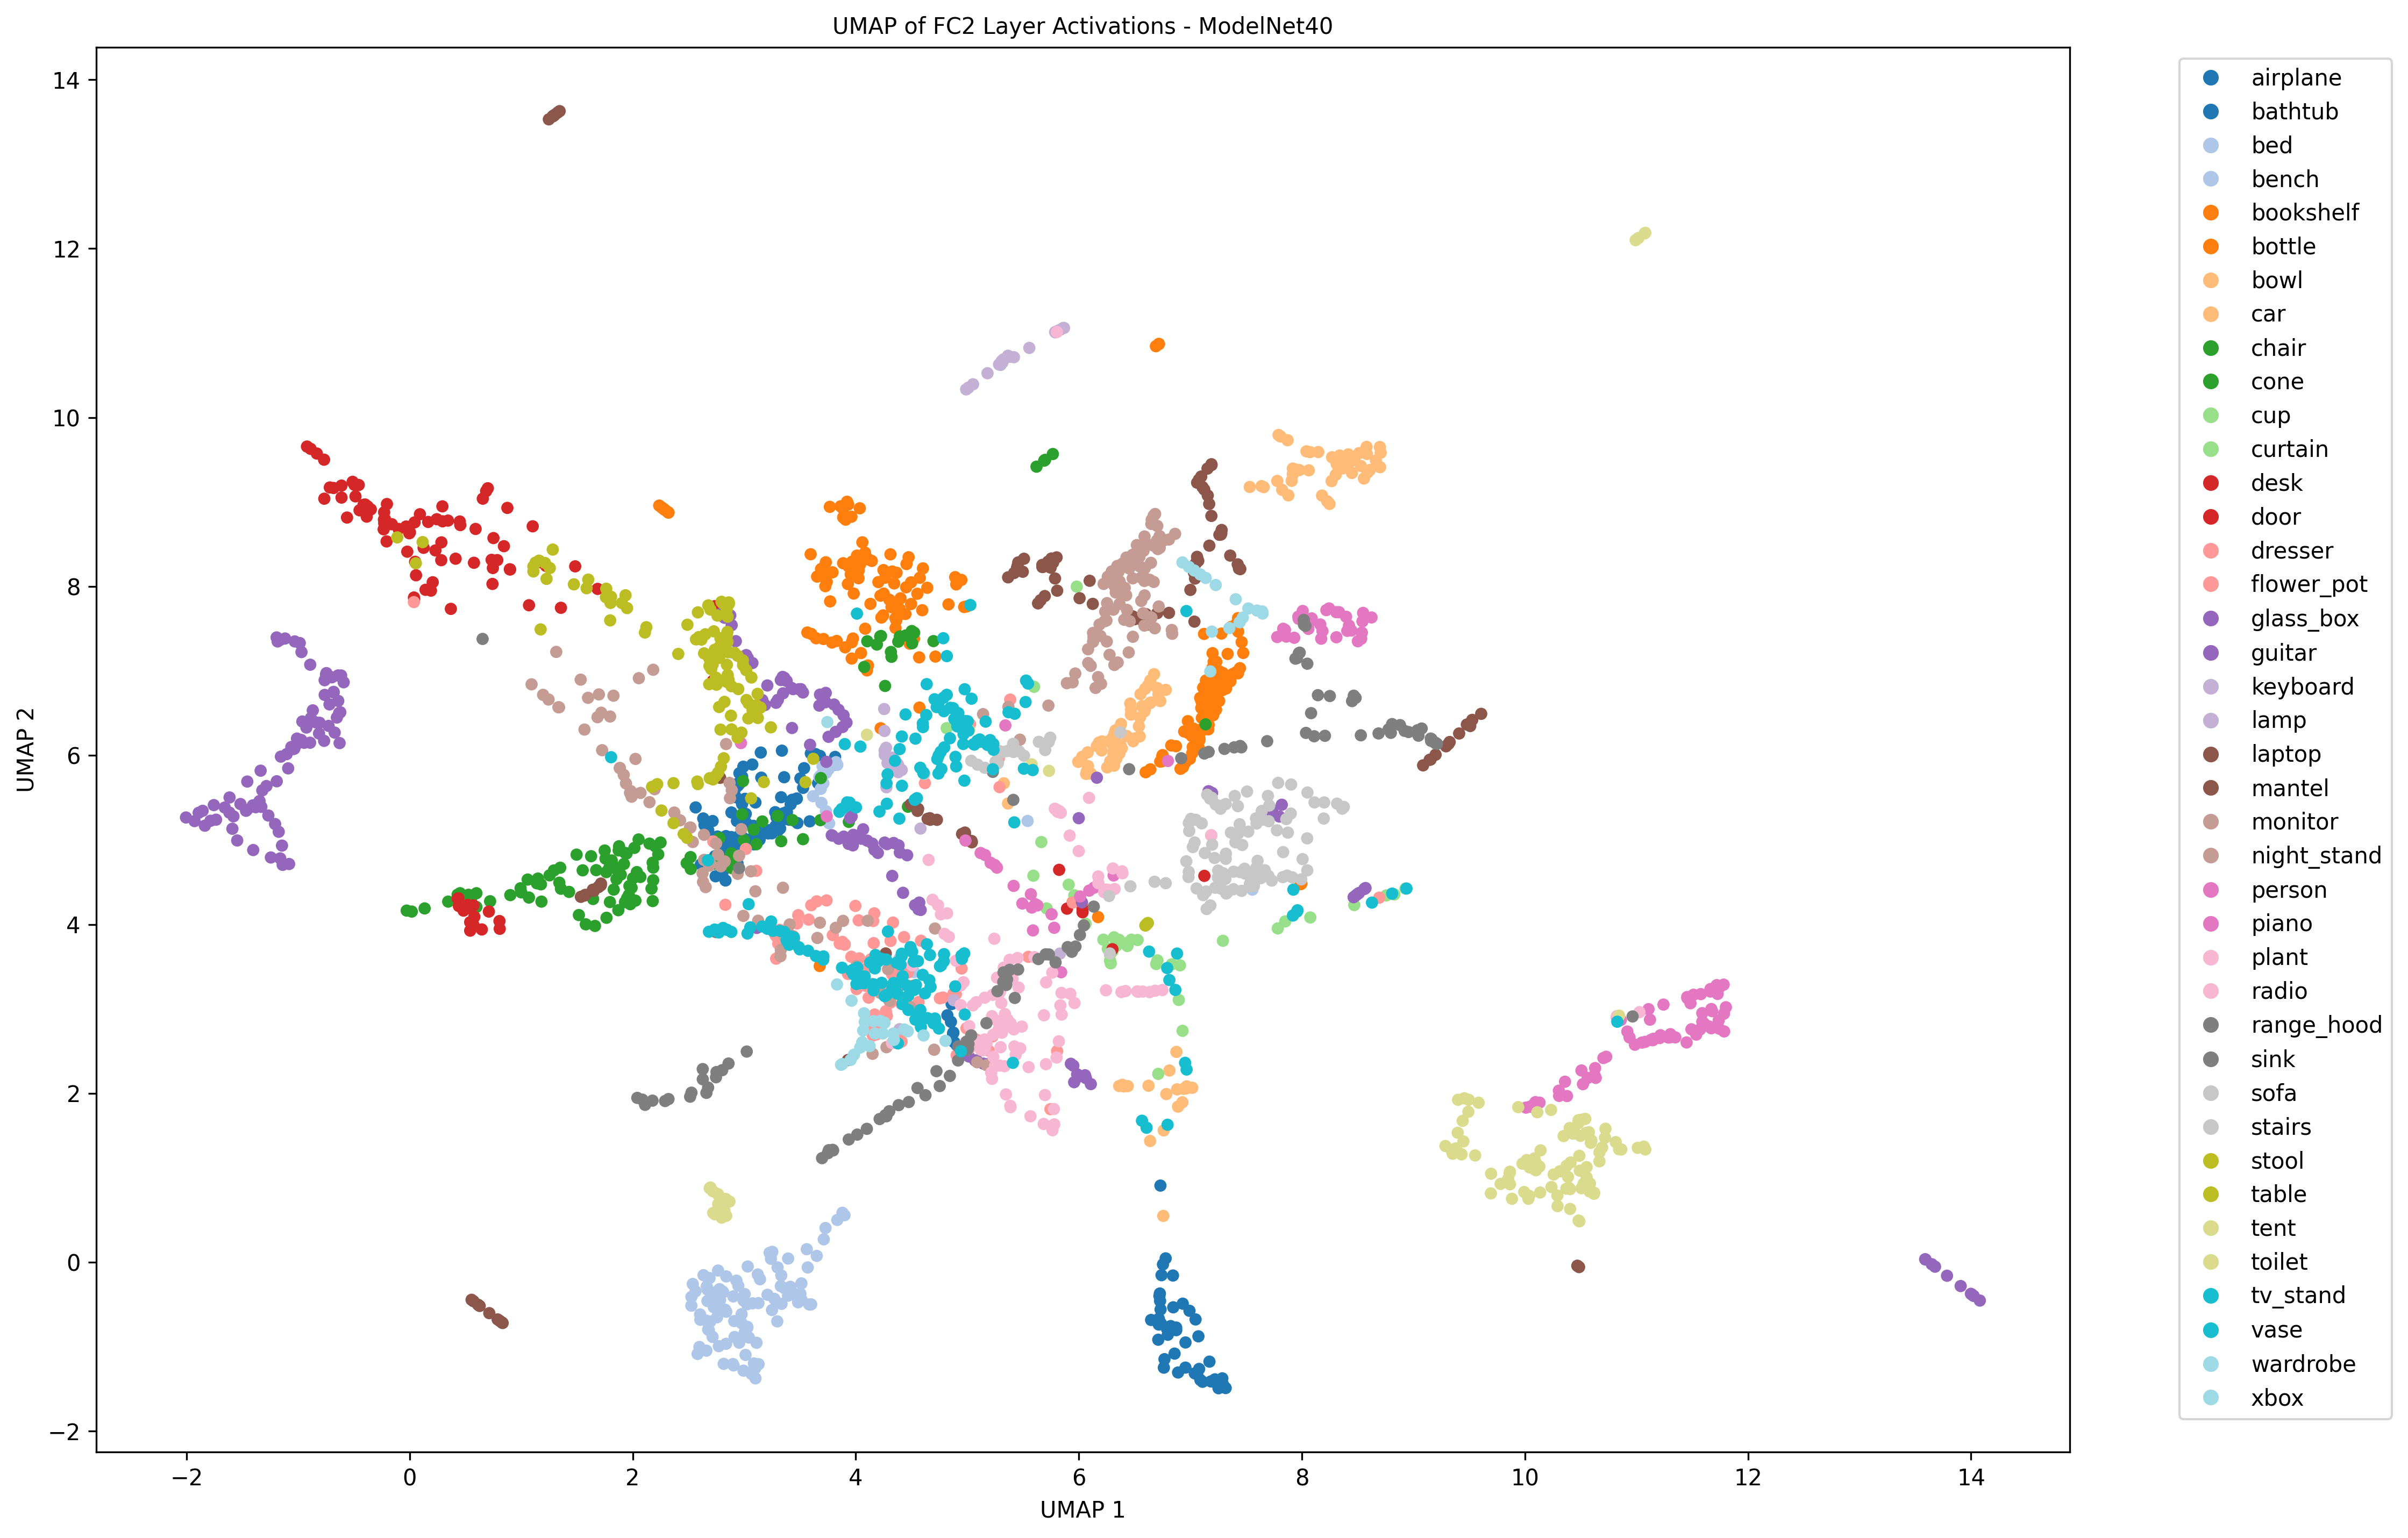 UMAP of FC2 Layer Activations - ModelNet40
14
12
10
8
6
4
2
0
−2
UMAP 2
−2 0 2 4 6 8 10 12 14
UMAP 1
airplane
bathtub
bed
bench
bookshelf
bottle
bowl
car
chair
cone
cup
curtain
desk
door
dresser
flower_pot
glass_box
guitar
keyboard
lamp
laptop
mantel
monitor
night_stand
person
piano
plant
radio
range_hood
sink
sofa
stairs
stool
table
tent
toilet
tv_stand
vase
wardrobe
xbox